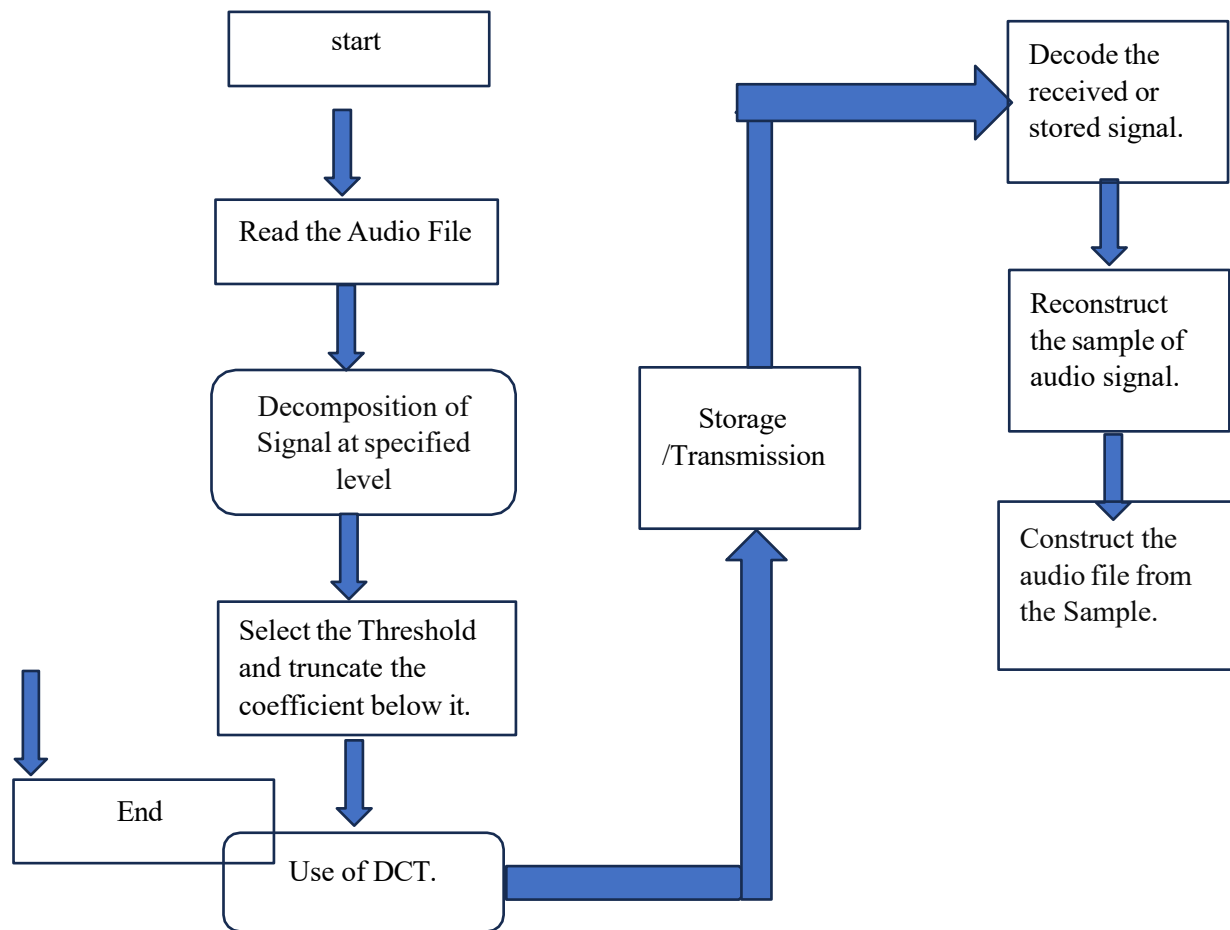 start
Read the Audio File
Decomposition of
Signal at specified
level
Select the Threshold
and truncate the
coefficient below it.
End
Use of DCT.
Storage
/Transmission
Decode the
received or
stored signal.
Reconstruct
the sample of
audio signal.
Construct the
audio file from
the Sample.